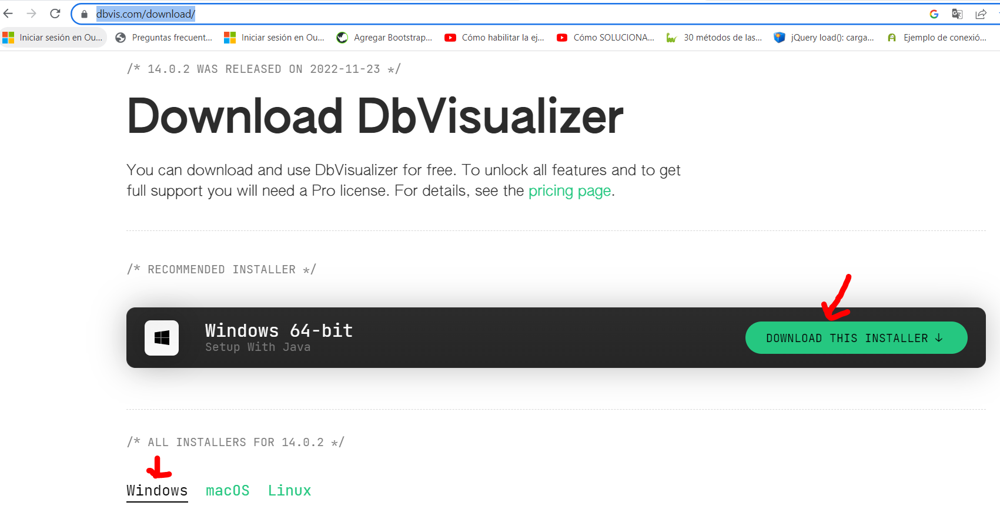 dbvis.com/download/
Iniciar sesión en Ou... Preguntas frecuent... Iniciar sesión en Ou... Agregar Bootstrap... Cómo habilitar la ej... Cómo SOLUCIONA... 30 métodos de las... jQuery load(): carga... Ejemplo de conexió...
/* 14.0.2 WAS RELEASED ON 2022-11-23 */
Download DbVisualizer
You can download and use DbVisualizer for free. To unlock all features and to get
full support you will need a Pro license. For details, see the pricing page.
/* RECOMMENDED INSTALLER */
Windows 64-bit
Setup With Java
DOWNLOAD THIS INSTALLER ↓
/* ALL INSTALLERS FOR 14.0.2 */
Windows macOS Linux